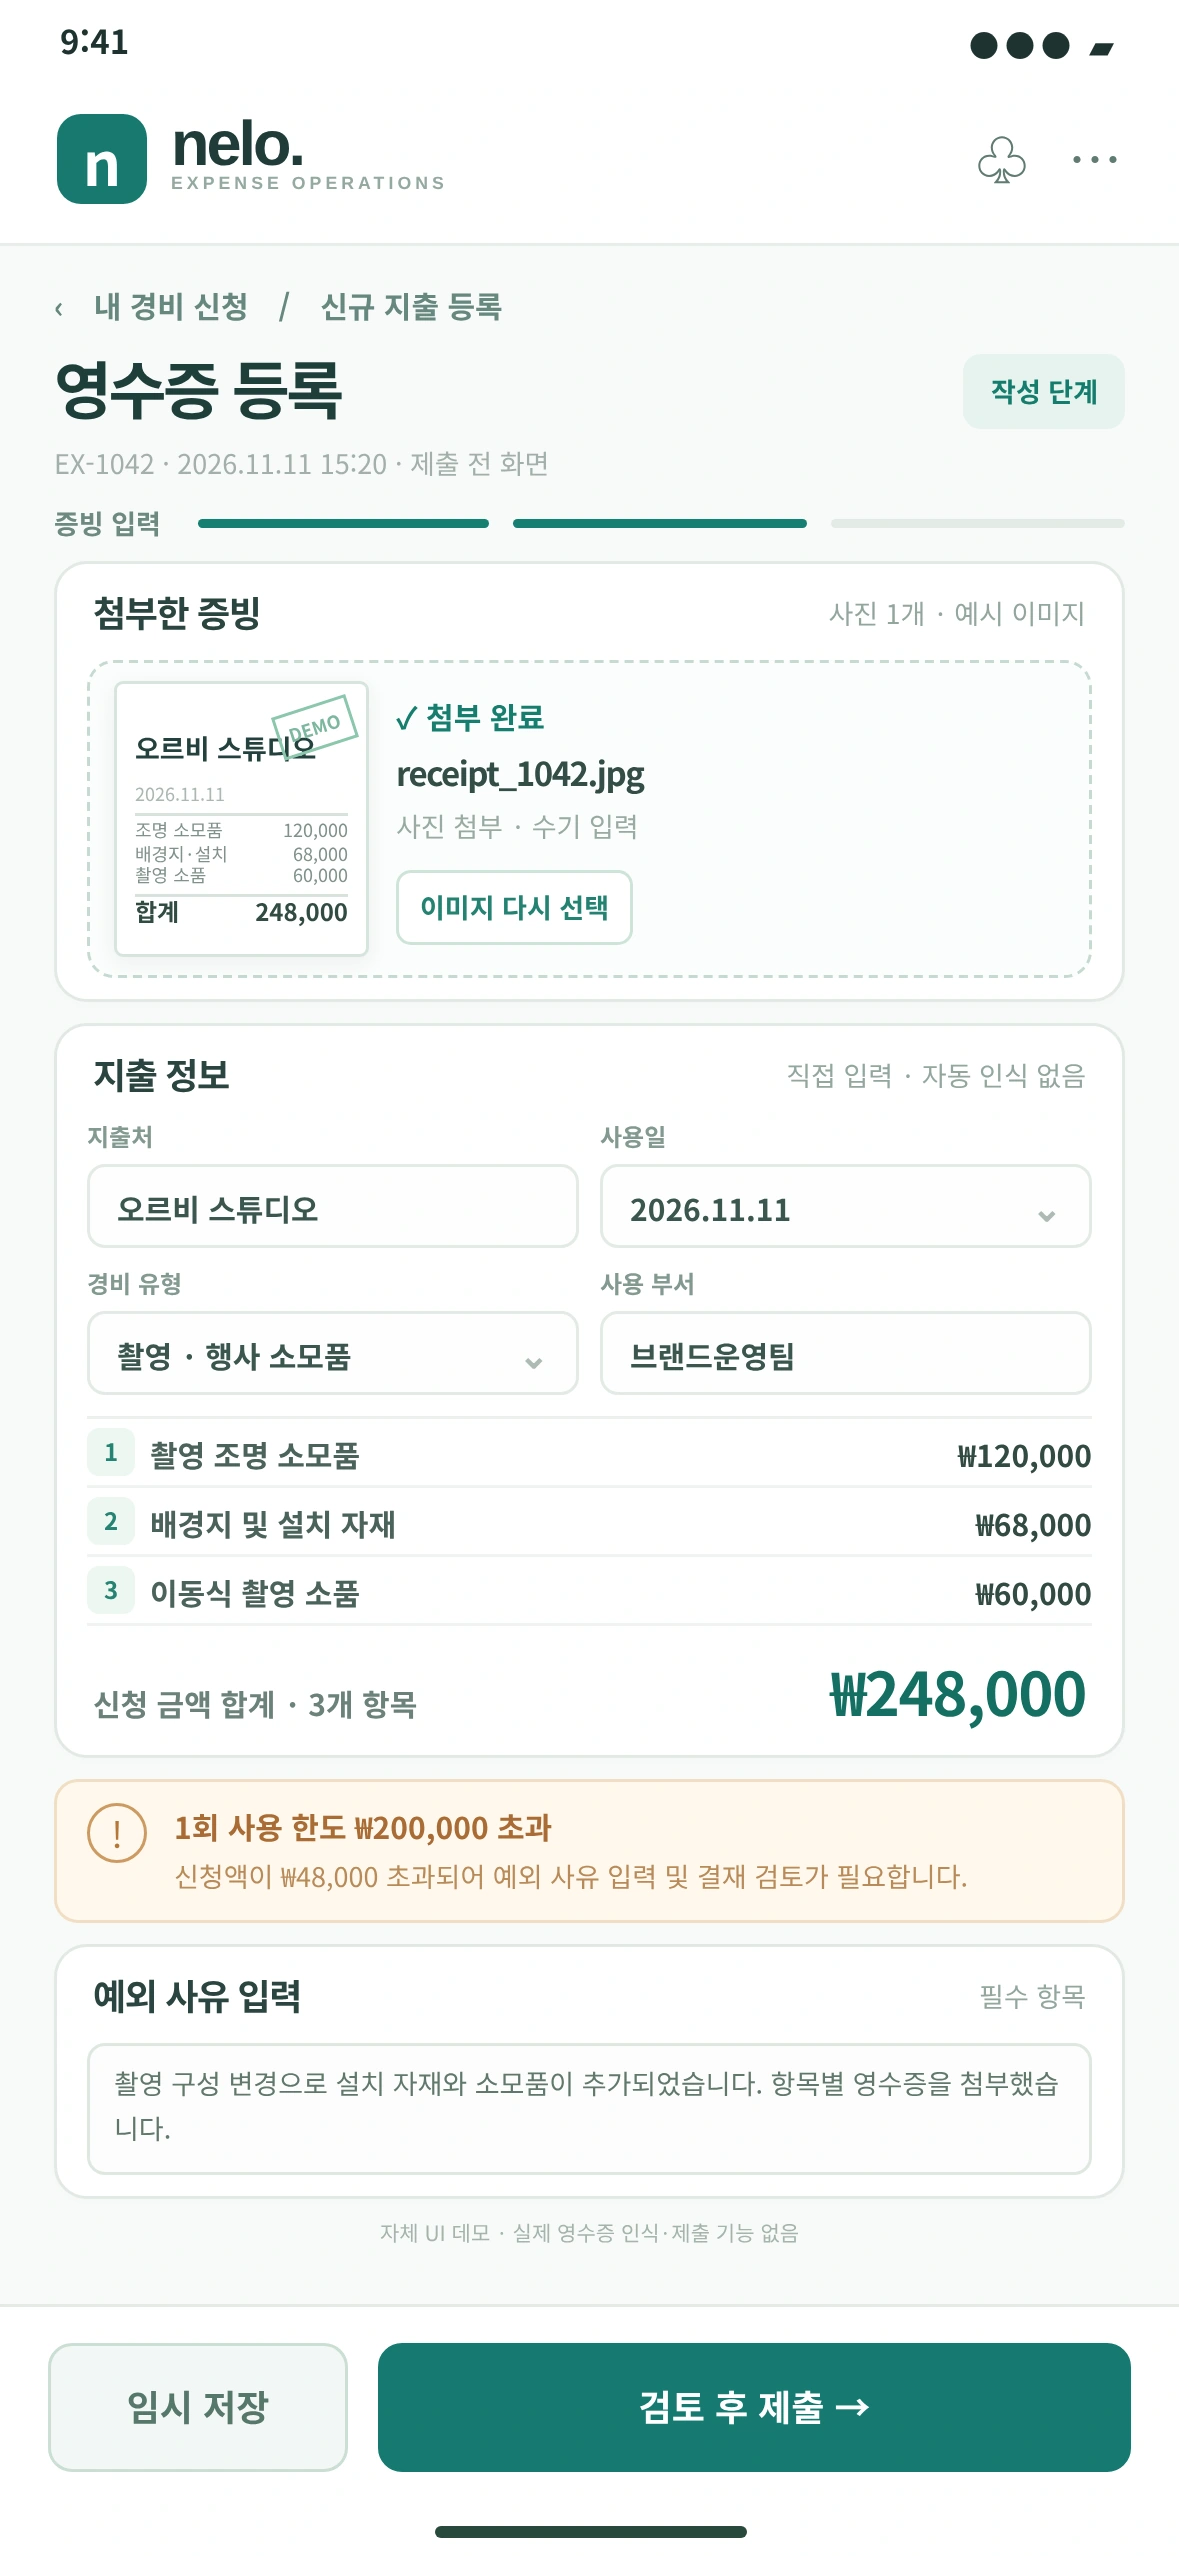 9:41
n
nelo.
EXPENSE OPERATIONS
‹ 내 경비 신청 / 신규 지출 등록
영수증 등록
작성 단계
EX-1042 · 2026.11.11 15:20 · 제출 전 화면
증빙 입력
첨부한 증빙
사진 1개 · 예시 이미지
DEMO
오르비 스튜디오
2026.11.11
조명 소모품 120,000
배경지·설치 68,000
촬영 소품 60,000
합계 248,000
✓ 첨부 완료
receipt_1042.jpg
사진 첨부 · 수기 입력
이미지 다시 선택
지출 정보
직접 입력 · 자동 인식 없음
지출처
오르비 스튜디오
사용일
2026.11.11
경비 유형
촬영 · 행사 소모품
사용 부서
브랜드운영팀
1 촬영 조명 소모품 ₩120,000
2 배경지 및 설치 자재 ₩68,000
3 이동식 촬영 소품 ₩60,000
신청 금액 합계 · 3개 항목 ₩248,000
! 1회 사용 한도 ₩200,000 초과
신청액이 ₩48,000 초과되어 예외 사유 입력 및 결재 검토가 필요합니다.
예외 사유 입력
필수 항목
촬영 구성 변경으로 설치 자재와 소모품이 추가되었습니다. 항목별 영수증을 첨부했습
니다.
자체 UI 데모 · 실제 영수증 인식·제출 기능 없음
임시 저장
검토 후 제출 →